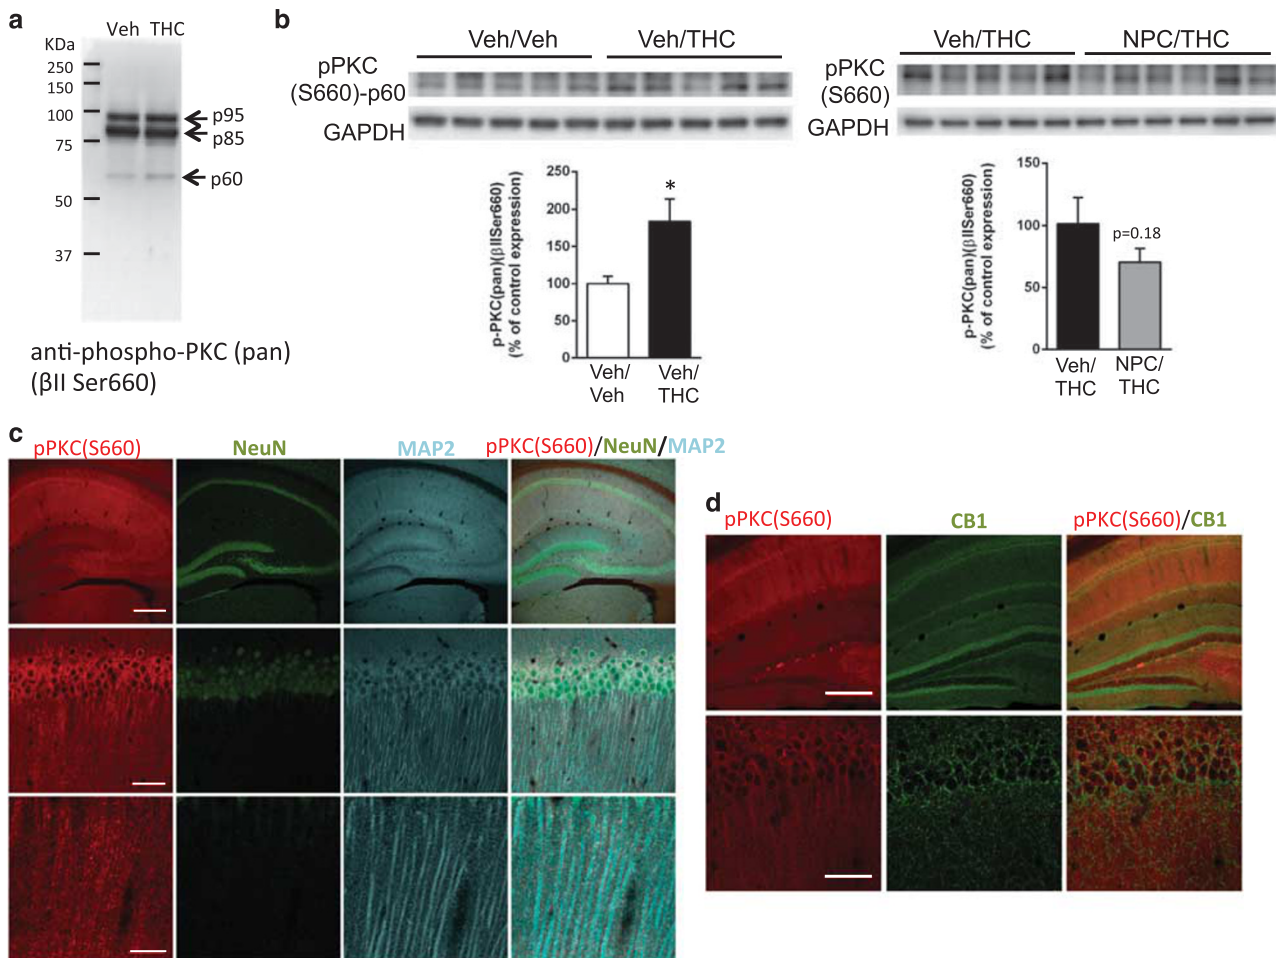 a
Veh THC
KDa
250
150
100
75
50
37
p95
p85
p60
anti-phospho-PKC (pan)
(βII Ser660)
b
Veh/Veh
Veh/THC
pPKC
(S660)-p60
GAPDH
p-PKC(pan)(βIISer660)
(% of control expression)
250
200
150
100
50
0
*
Veh/
Veh
Veh/
THC
Veh/THC
NPC/THC
pPKC
(S660)
GAPDH
p-PKC(pan)(βIISer660)
(% of control expression)
150
100
50
0
p=0.18
Veh/
THC
NPC/
THC
c
pPKC(S660)
NeuN
MAP2
pPKC(S660)/NeuN/MAP2
d
pPKC(S660)
CB1
pPKC(S660)/CB1